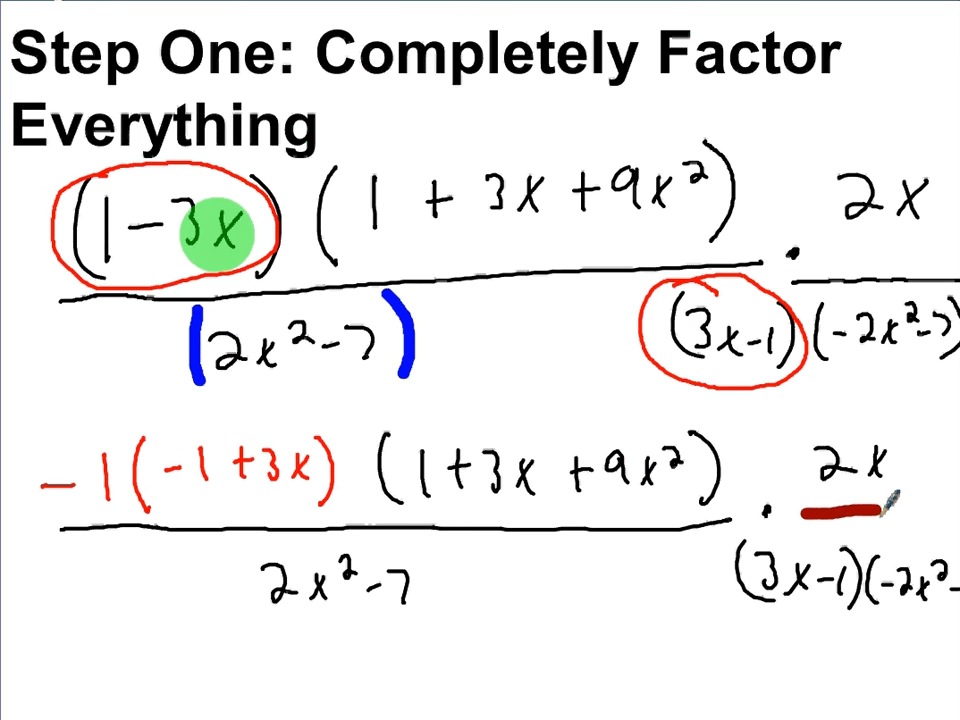 Step One: Completely Factor
Everything
(1 - 3x) (1 + 3x + 9x²) · 2x
(2x² - 7) (3x - 1)(-2x² - 7)
-1(-1 + 3x) (1 + 3x + 9x²) · 2x
2x² - 7 (3x - 1)(-2x² -